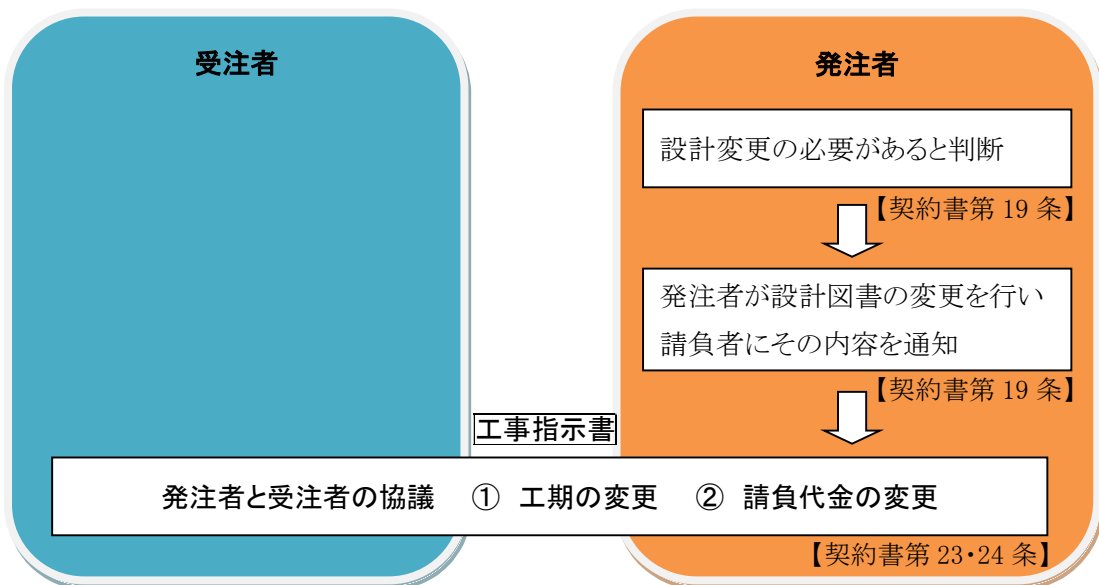 受注者
発注者
設計変更の必要があると判断
【契約書第 19 条】
発注者が設計図書の変更を行い
請負者にその内容を通知
【契約書第 19 条】
工事指示書
発注者と受注者の協議 ① 工期の変更 ② 請負代金の変更
【契約書第 23・24 条】